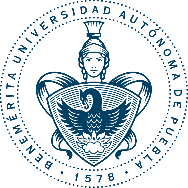 BENEMÉRITA UNIVERSIDAD AUTÓNOMA DE PUEBLA
· 1578 ·